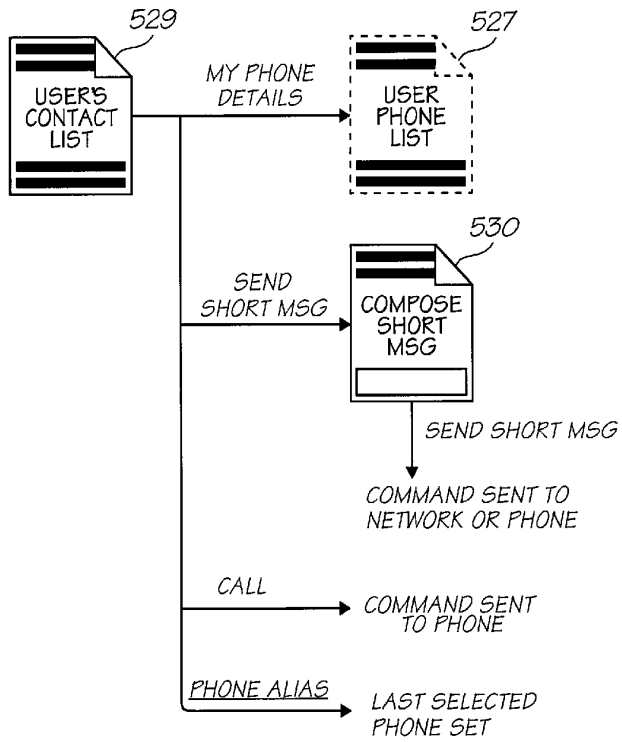 529
527
USER'S
CONTACT
LIST
MY PHONE
DETAILS
USER
PHONE
LIST
530
SEND
SHORT MSG
COMPOSE
SHORT
MSG
SEND SHORT MSG
COMMAND SENT TO
NETWORK OR PHONE
CALL
COMMAND SENT
TO PHONE
PHONE ALIAS
LAST SELECTED
PHONE SET